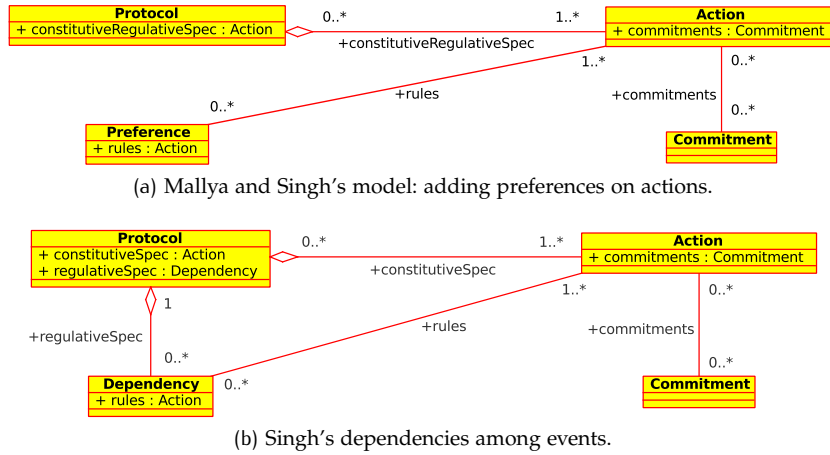 Protocol
+ constitutiveRegulativeSpec : Action
0..*
1..*
+constitutiveRegulativeSpec
Action
+ commitments : Commitment
1..*
0..*
+rules
+commitments
0..*
0..*
Preference
+ rules : Action
Commitment
(a) Mallya and Singh's model: adding preferences on actions.
Protocol
+ constitutiveSpec : Action
+ regulativeSpec : Dependency
0..*
1..*
+constitutiveSpec
Action
+ commitments : Commitment
1
1..*
0..*
+regulativeSpec
+rules
+commitments
0..*
0..*
0..*
Dependency
+ rules : Action
Commitment
(b) Singh's dependencies among events.